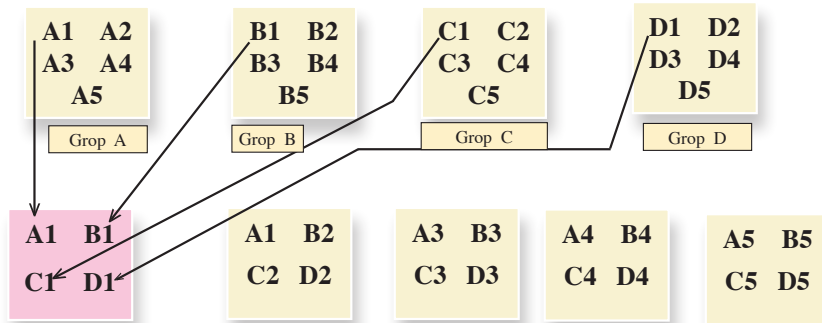 A1 A2
A3 A4
A5
Grop A
B1 B2
B3 B4
B5
Grop B
C1 C2
C3 C4
C5
Grop C
D1 D2
D3 D4
D5
Grop D
A1 B1
C1 D1
A1 B2
C2 D2
A3 B3
C3 D3
A4 B4
C4 D4
A5 B5
C5 D5